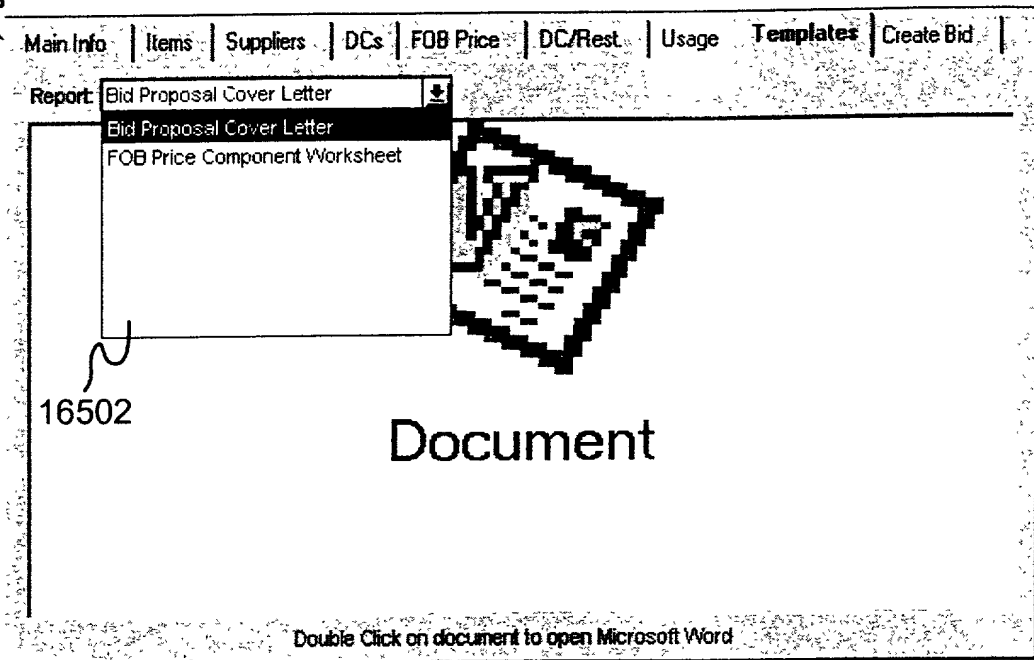 Main Info Items Suppliers DCs FOB Price DC/Rest. Usage Templates Create Bid
Report: Bid Proposal Cover Letter
Bid Proposal Cover Letter
FOB Price Component Worksheet
16502
Document
Double Click on document to open Microsoft Word